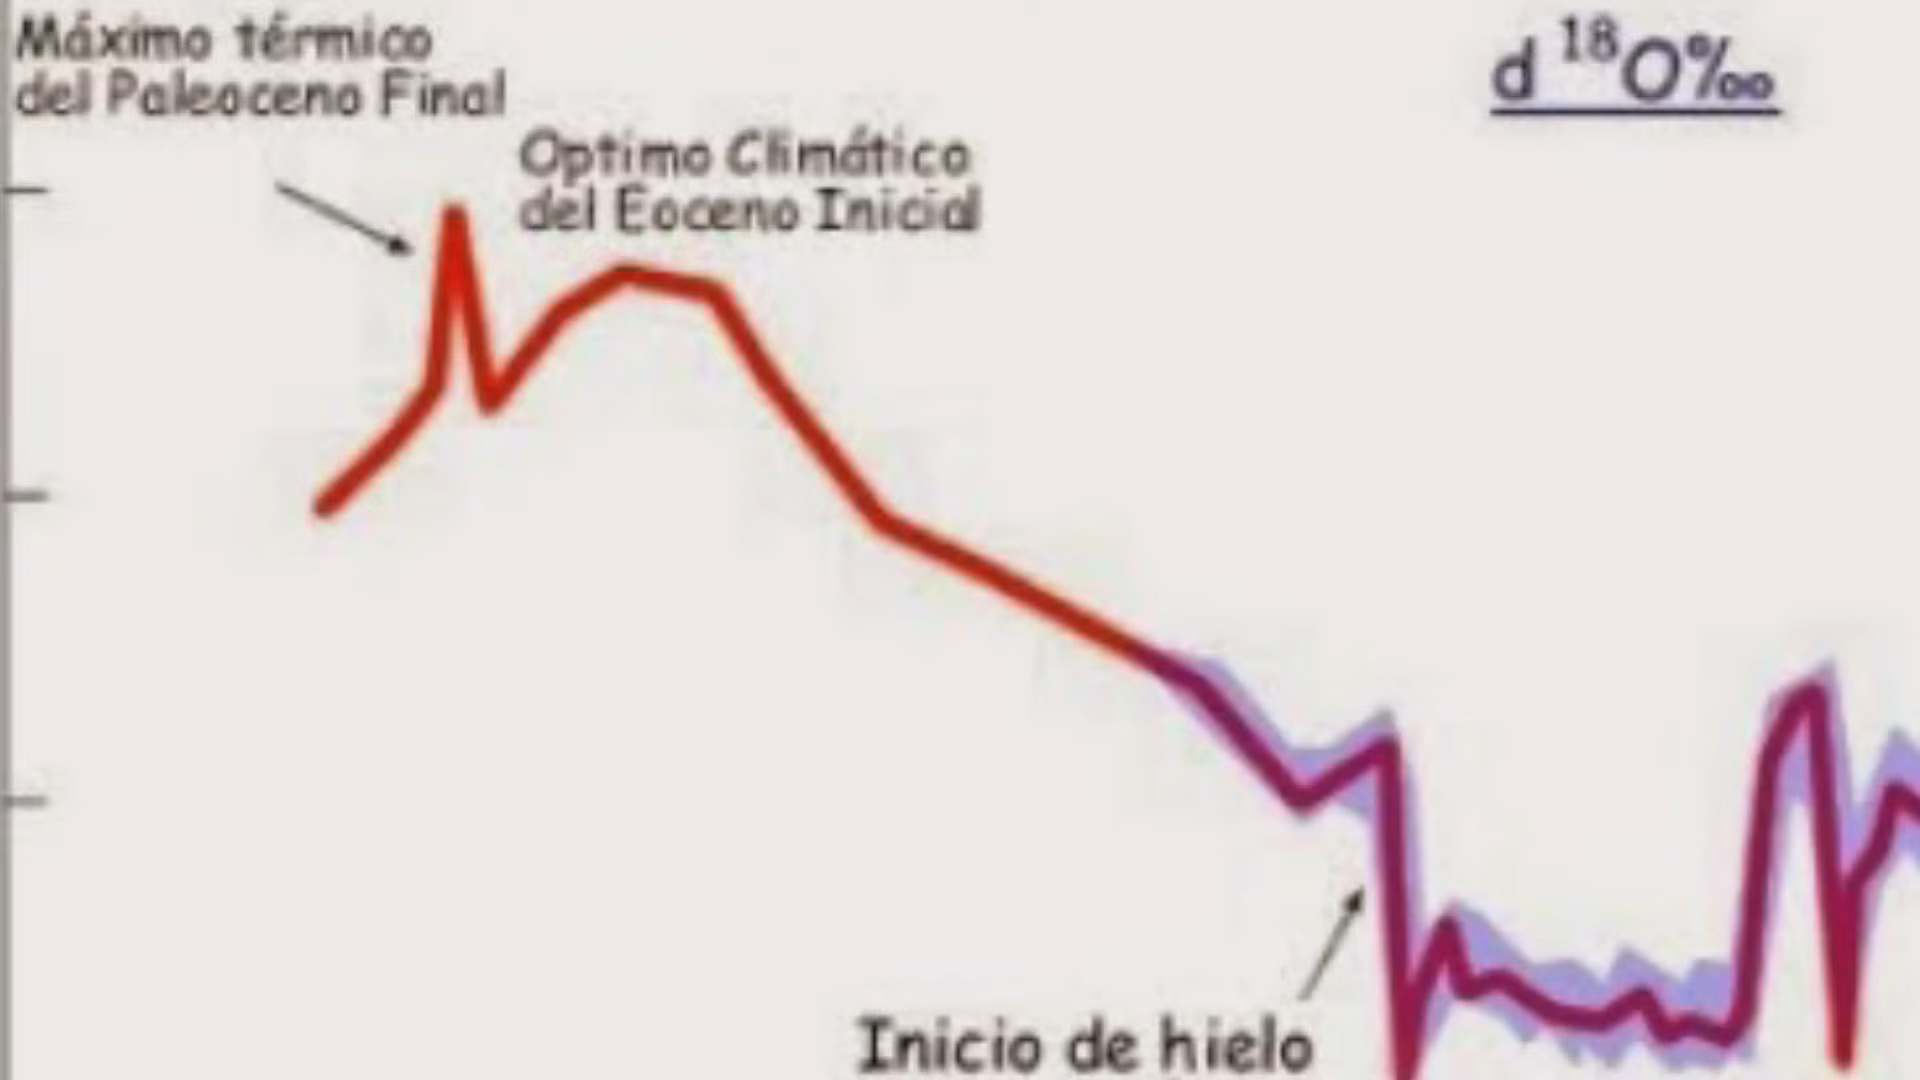 Máximo térmico
del Paleoceno Final
d ¹⁸O‰
Optimo Climático
del Eoceno Inicial
Inicio de hielo